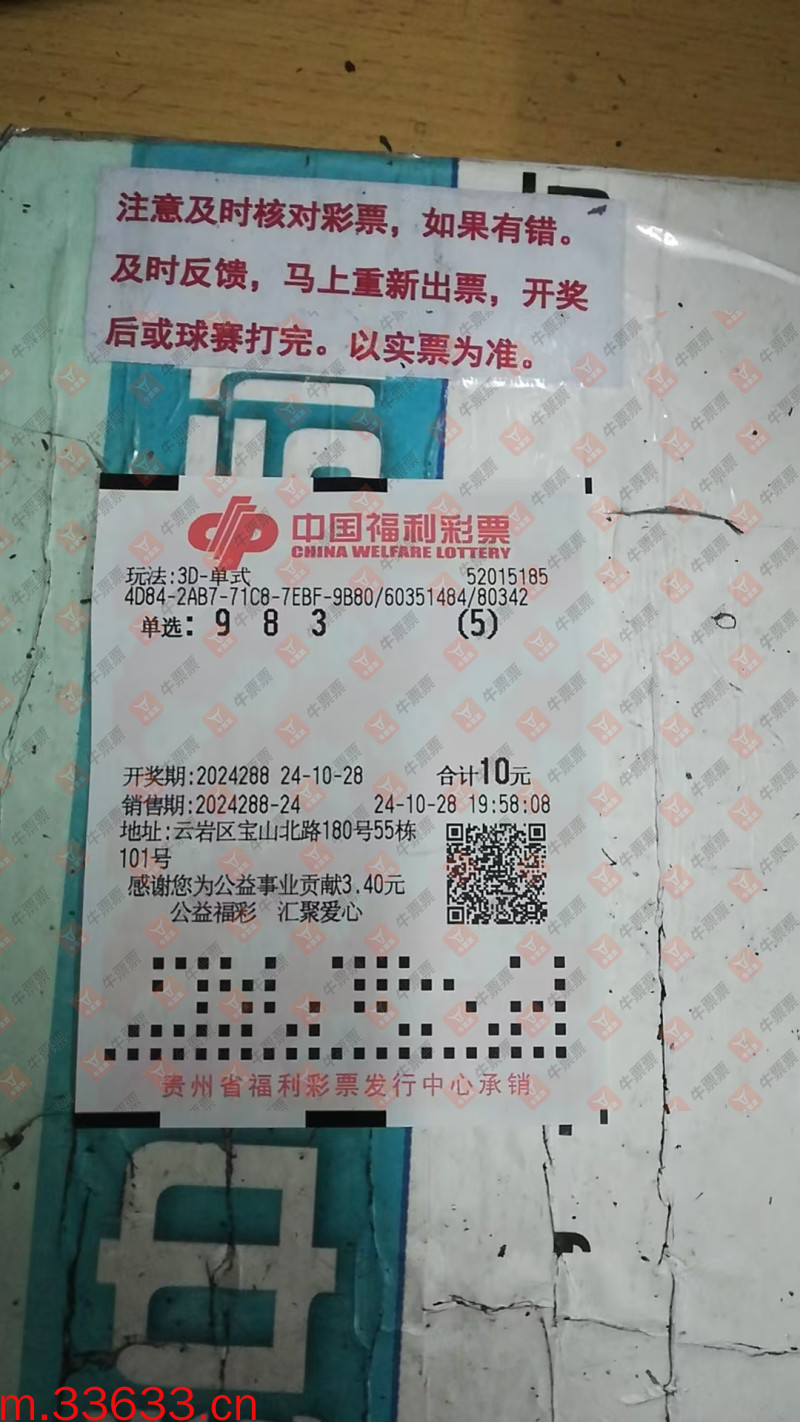 注意及时核对彩票，如果有错。
及时反馈，马上重新出票，开奖
后或球赛打完。以实票为准。
中国福利彩票
CHINA WELFARE LOTTERY
玩法:3D-单式 52015185
4D84-2AB7-71C8-7EBF-9B80/60351484/80342
单选: 9 8 3 (5)
开奖期:2024288 24-10-28 合计10元
销售期:2024288-24 24-10-28 19:58:08
地址:云岩区宝山北路180号55栋
101号
感谢您为公益事业贡献3.40元
公益福彩 汇聚爱心
贵州省福利彩票发行中心承销
牛票票
m.33633.cn